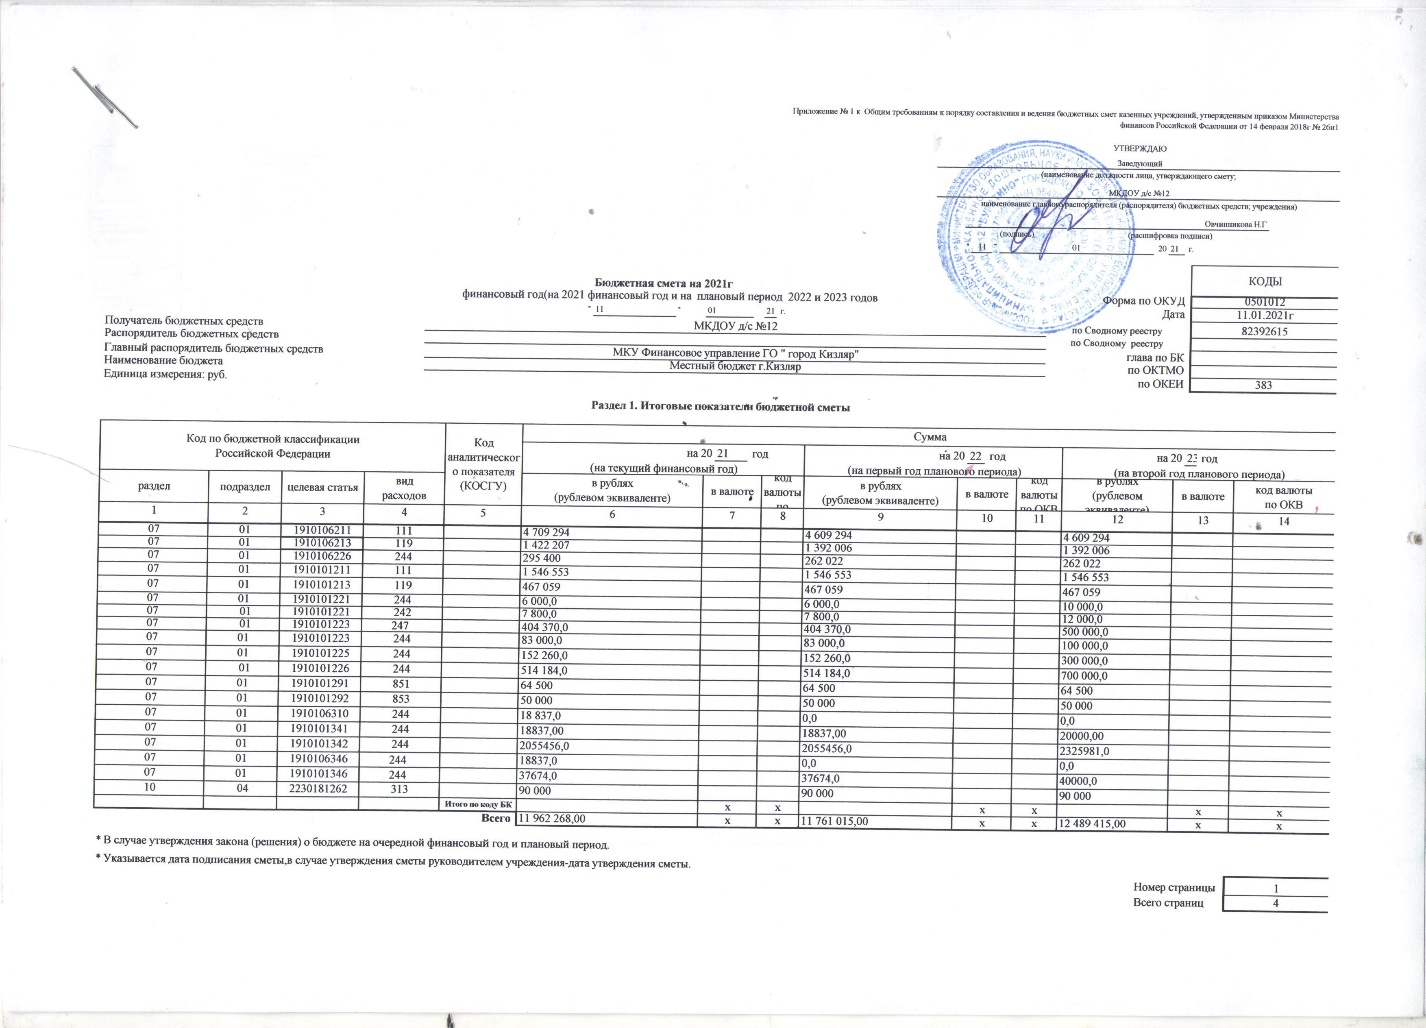 Приложение № 1 к Общим требованиям к порядку составления и ведения бюджетных смет казенных учреждений, утвержденным приказом Министерства
финансов Российской Федерации от 14 февраля 2018г № 26н1
УТВЕРЖДАЮ
Заведующий
(наименование должности лица, утверждающего смету;
МКДОУ д/с №12
наименование главного распорядителя (распорядителя) бюджетных средств; учреждения)
Овчинникова Н.Г
(подпись) (расшифровка подписи)
" 11 " 01 20 21 г.
Бюджетная смета на 2021г
финансовый год(на 2021 финансовый год и на плановый период 2022 и 2023 годов
" 11 " 01 21 г.
КОДЫ
Форма по ОКУД 0501012
Дата 11.01.2021г
Получатель бюджетных средств МКДОУ д/с №12 по Сводному реестру 82392615
Распорядитель бюджетных средств по Сводному реестру
Главный распорядитель бюджетных средств МКУ Финансовое управление ГО " город Кизляр" глава по БК
Наименование бюджета Местный бюджет г.Кизляр по ОКТМО
Единица измерения: руб. по ОКЕИ 383
Раздел 1. Итоговые показатели бюджетной сметы
Код по бюджетной классификации
Российской Федерации
Код
аналитическог
о показателя
(КОСГУ)
Сумма
на 20 21 год
(на текущий финансовый год)
на 20 22 год
(на первый год планового периода)
на 20 23 год
(на второй год планового периода)
раздел подраздел целевая статья вид
расходов
в рублях
(рублевом эквиваленте)
в валюте
код
валюты
по
в рублях
(рублевом эквиваленте)
в валюте
код
валюты
по ОКВ
в рублях
(рублевом
эквиваленте)
в валюте
код валюты
по ОКВ
1 2 3 4 5 6 7 8 9 10 11 12 13 14
07 01 1910106211 111 4 709 294 4 609 294 4 609 294
07 01 1910106213 119 1 422 207 1 392 006 1 392 006
07 01 1910106226 244 295 400 262 022 262 022
07 01 1910101211 111 1 546 553 1 546 553 1 546 553
07 01 1910101213 119 467 059 467 059 467 059
07 01 1910101221 244 6 000,0 6 000,0 10 000,0
07 01 1910101221 242 7 800,0 7 800,0 12 000,0
07 01 1910101223 247 404 370,0 404 370,0 500 000,0
07 01 1910101223 244 83 000,0 83 000,0 100 000,0
07 01 1910101225 244 152 260,0 152 260,0 300 000,0
07 01 1910101226 244 514 184,0 514 184,0 700 000,0
07 01 1910101291 851 64 500 64 500 64 500
07 01 1910101292 853 50 000 50 000 50 000
07 01 1910106310 244 18 837,0 0,0 0,0
07 01 1910101341 244 18837,00 18837,00 20000,00
07 01 1910101342 244 2055456,0 2055456,0 2325981,0
07 01 1910106346 244 18837,0 0,0 0,0
07 01 1910101346 244 37674,0 37674,0 40000,0
10 04 2230181262 313 90 000 90 000 90 000
Итого по коду БК х х х х х х
Всего 11 962 268,00 х х 11 761 015,00 х х 12 489 415,00 х х
* В случае утверждения закона (решения) о бюджете на очередной финансовый год и плановый период.
* Указывается дата подписания сметы,в случае утверждения сметы руководителем учреждения-дата утверждения сметы.
Номер страницы 1
Всего страниц 4